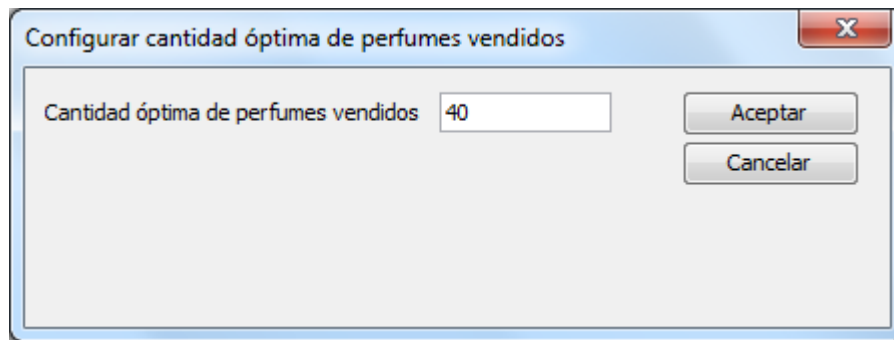 Configurar cantidad óptima de perfumes vendidos
Cantidad óptima de perfumes vendidos 40 Aceptar
Cancelar